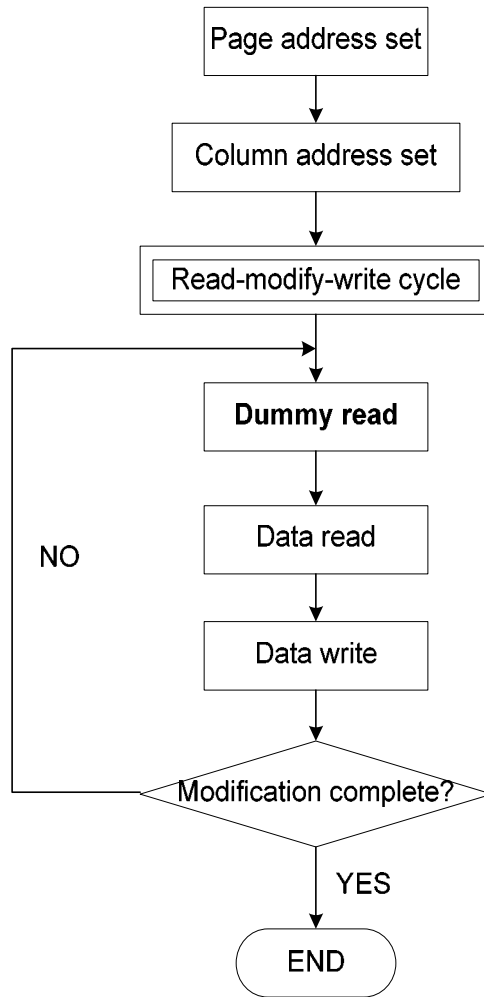 Page address set
Column address set
Read-modify-write cycle
Dummy read
Data read
NO
Data write
Modification complete?
YES
END